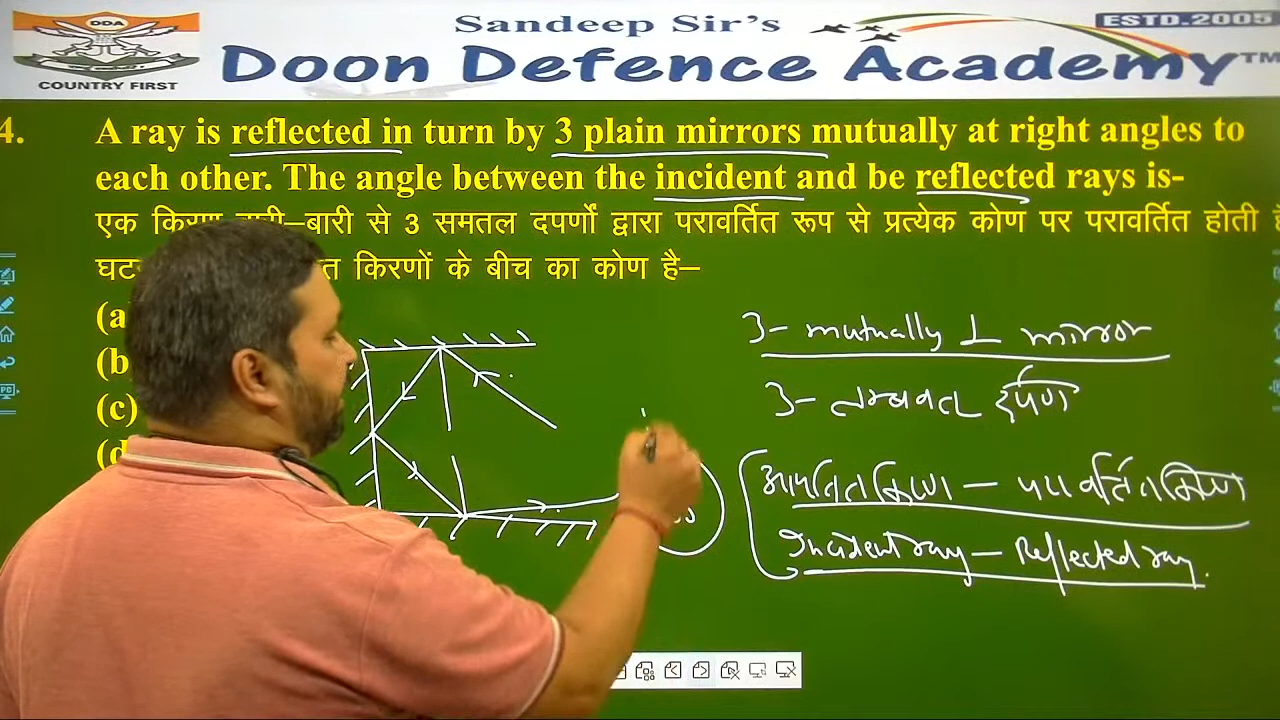 Sandeep Sir's
ESTD.2005
DDA
Doon Defence Academy™
COUNTRY FIRST
4. A ray is reflected in turn by 3 plain mirrors mutually at right angles to
each other. The angle between the incident and be reflected rays is-
एक किरण बारी–बारी से 3 समतल दपर्णों द्वारा परावर्तित रूप से प्रत्येक कोण पर परावर्तित होती
किरणों के बीच का कोण है–
(a)
(b)
(c)
(d)
3- mutually ⊥ mirror
3- लम्बवत दर्पण
आपतित किरण – परावर्तित किरण
Incident ray – Reflected ray.